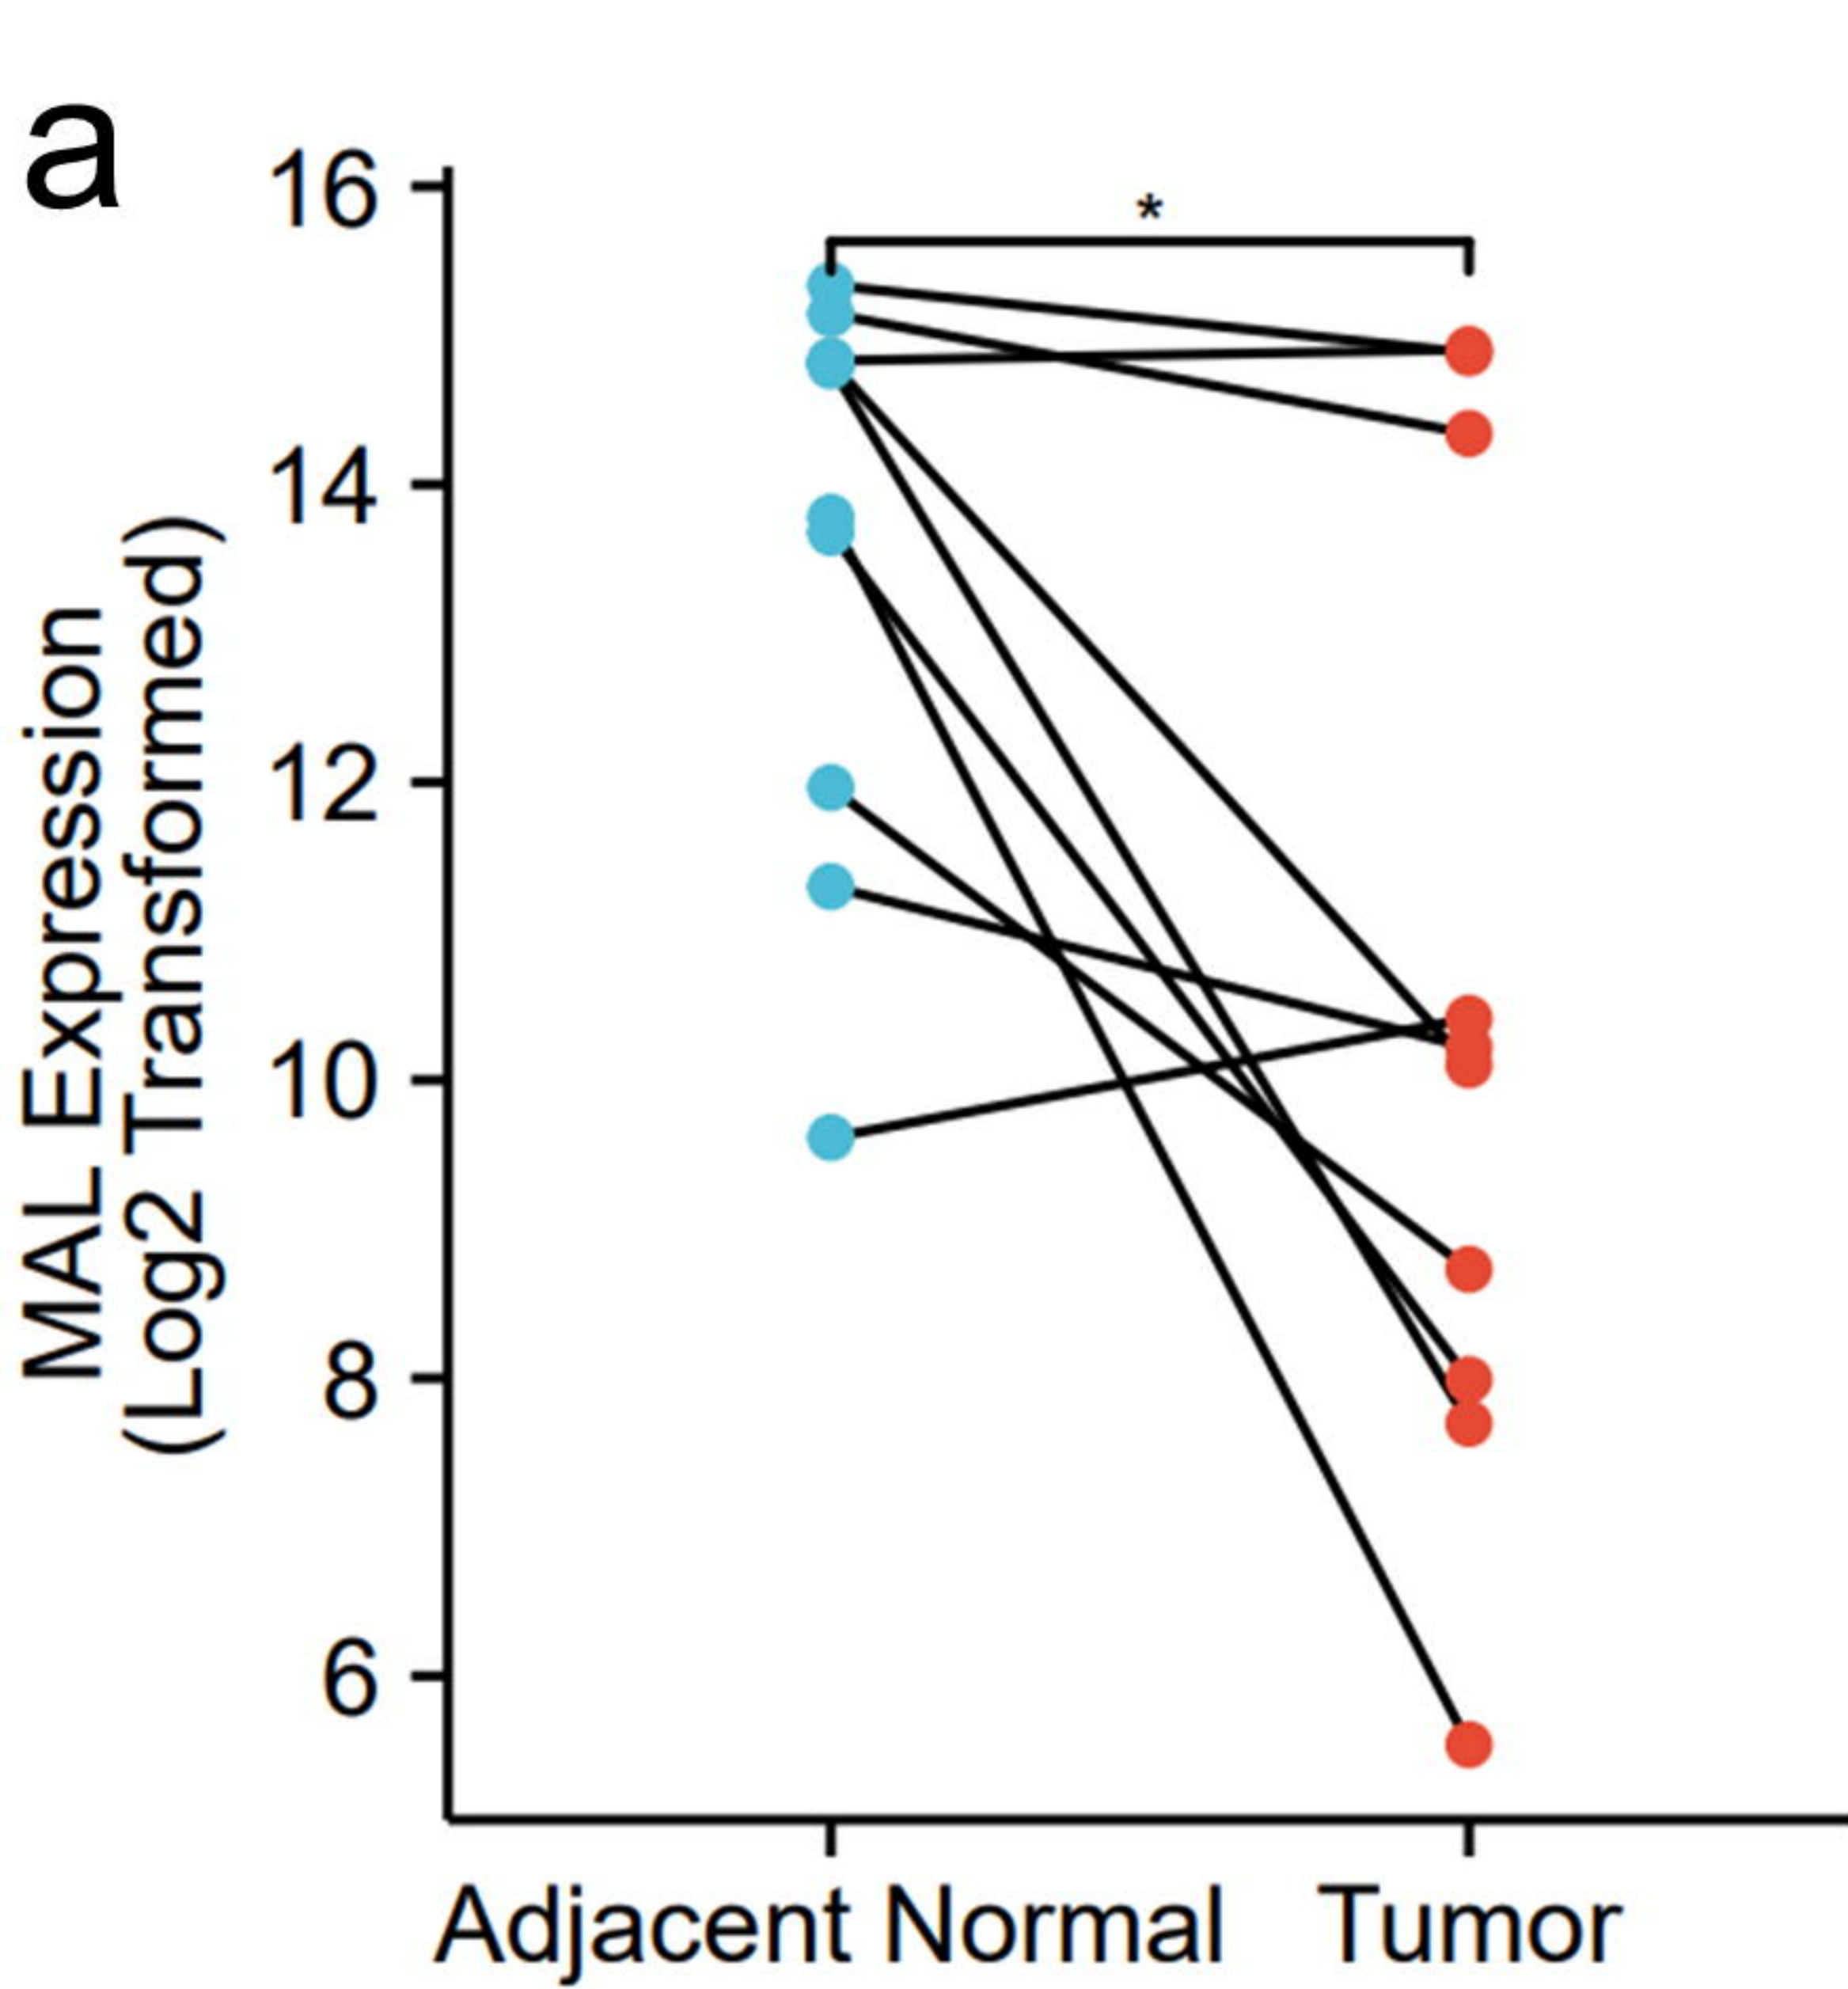 a
16
*
14
12
10
8
6
MAL Expression
(Log2 Transformed)
Adjacent Normal
Tumor